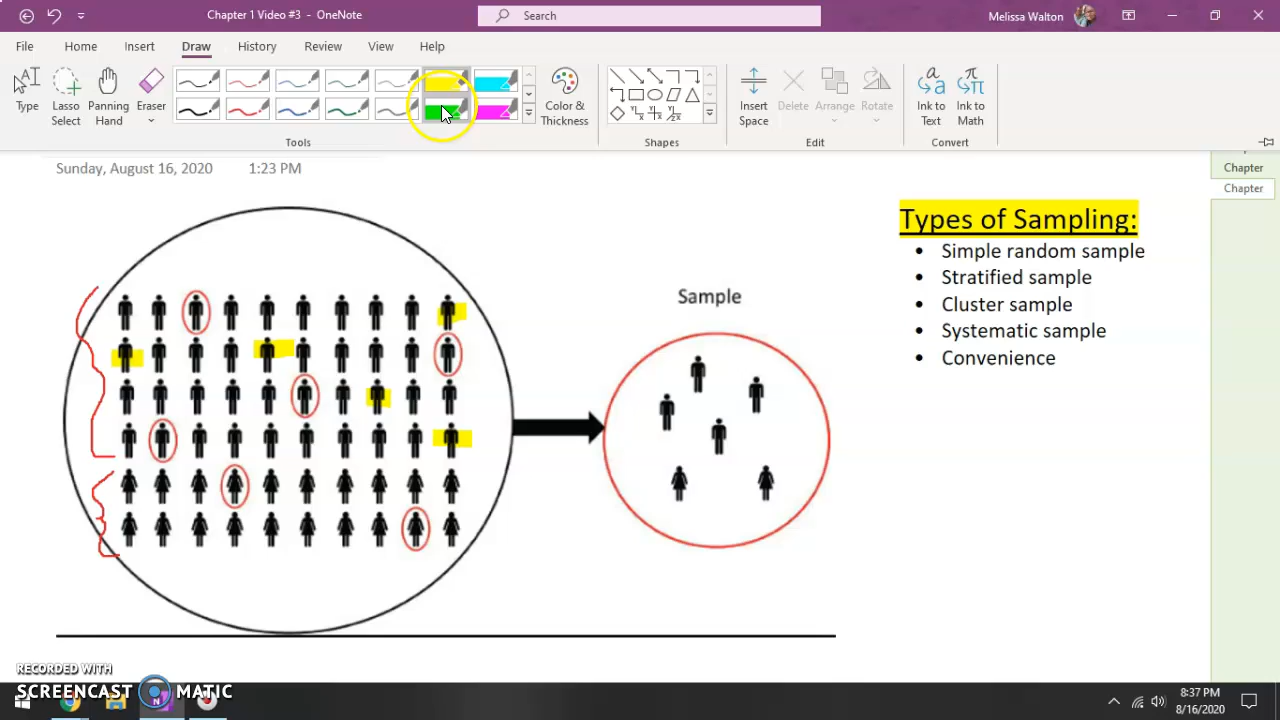 Chapter 1 Video #3 - OneNote
Search
Melissa Walton
File Home Insert Draw History Review View Help
Type
Lasso Select
Panning Hand
Eraser
Color & Thickness
Insert Space
Delete
Arrange
Rotate
Ink to Text
Ink to Math
Tools
Shapes
Edit
Convert
Sunday, August 16, 2020 1:23 PM
Chapter
Chapter
Types of Sampling:
• Simple random sample
• Stratified sample
• Cluster sample
• Systematic sample
• Convenience
Sample
RECORDED WITH
SCREENCAST MATIC
8:37 PM
8/16/2020